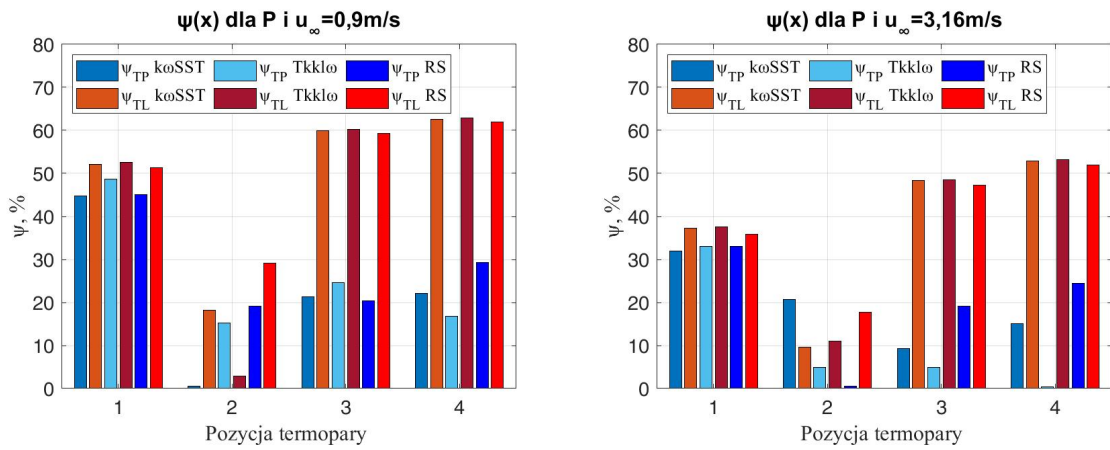 ψ(x) dla P i u∞=0,9m/s
80
70
60
50
40
30
20
10
0
ψ, %
ψTP kωSST ψTP Tkklω ψTP RS
ψTL kωSST ψTL Tkklω ψTL RS
1 2 3 4
Pozycja termopary
ψ(x) dla P i u∞=3,16m/s
80
70
60
50
40
30
20
10
0
ψ, %
ψTP kωSST ψTP Tkklω ψTP RS
ψTL kωSST ψTL Tkklω ψTL RS
1 2 3 4
Pozycja termopary